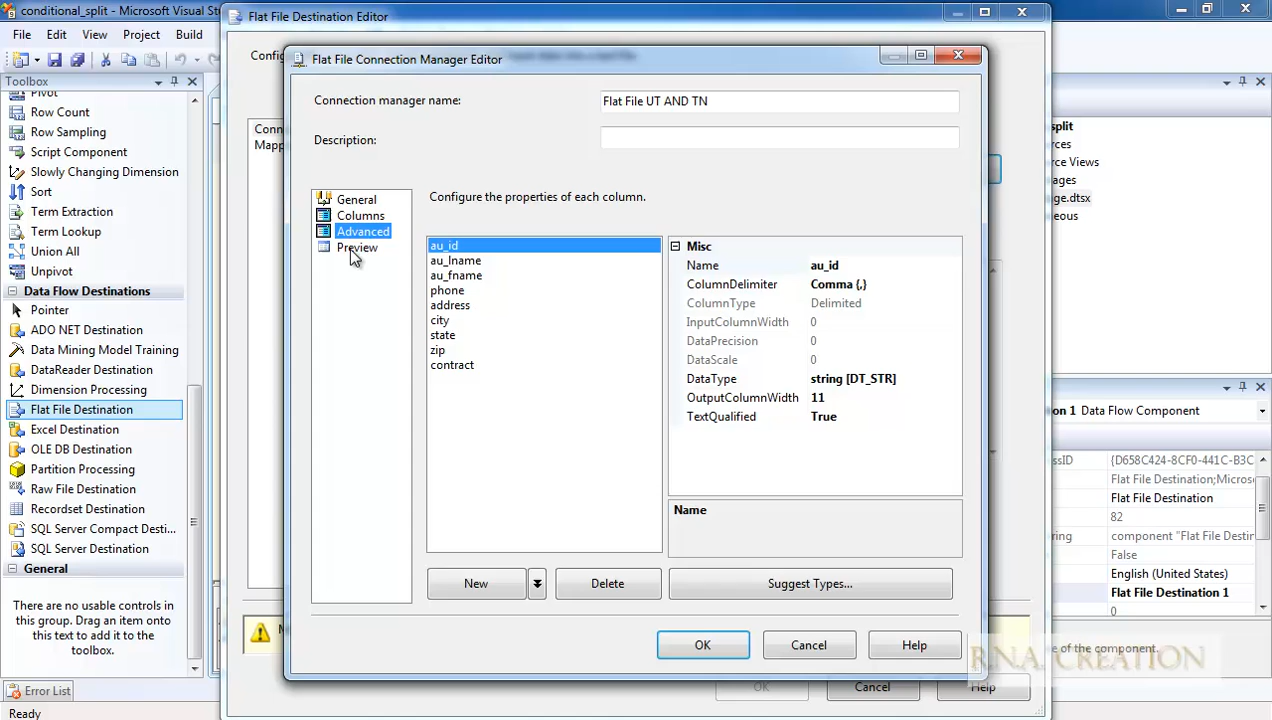 conditional_split - Microsoft Visual Stu
File Edit View Project Build
Toolbox
Pivot
Row Count
Row Sampling
Script Component
Slowly Changing Dimension
Sort
Term Extraction
Term Lookup
Union All
Unpivot
Data Flow Destinations
Pointer
ADO NET Destination
Data Mining Model Training
DataReader Destination
Dimension Processing
Flat File Destination
Excel Destination
OLE DB Destination
Partition Processing
Raw File Destination
Recordset Destination
SQL Server Compact Desti...
SQL Server Destination
General
There are no usable controls in
this group. Drag an item onto
this text to add it to the
toolbox.
Error List
Ready
Flat File Destination Editor
Config
Conne
Mapp
Flat File Connection Manager Editor
Connection manager name: Flat File UT AND TN
Description:
General
Columns
Advanced
Preview
Configure the properties of each column.
au_id
au_lname
au_fname
phone
address
city
state
zip
contract
Misc
Name au_id
ColumnDelimiter Comma {,}
ColumnType Delimited
InputColumnWidth 0
DataPrecision 0
DataScale 0
DataType string [DT_STR]
OutputColumnWidth 11
TextQualified True
Name
New Delete Suggest Types...
OK Cancel Help
OK Cancel Help
split
rces
rce Views
ages
ge.dtsx
eous
on 1 Data Flow Component
ssID {D658C424-8CF0-441C-B3C
Flat File Destination;Micros
Flat File Destination
82
tring component "Flat File Destin
False
English (United States)
Flat File Destination 1
0
e of the component.
R.N.A. CREATION